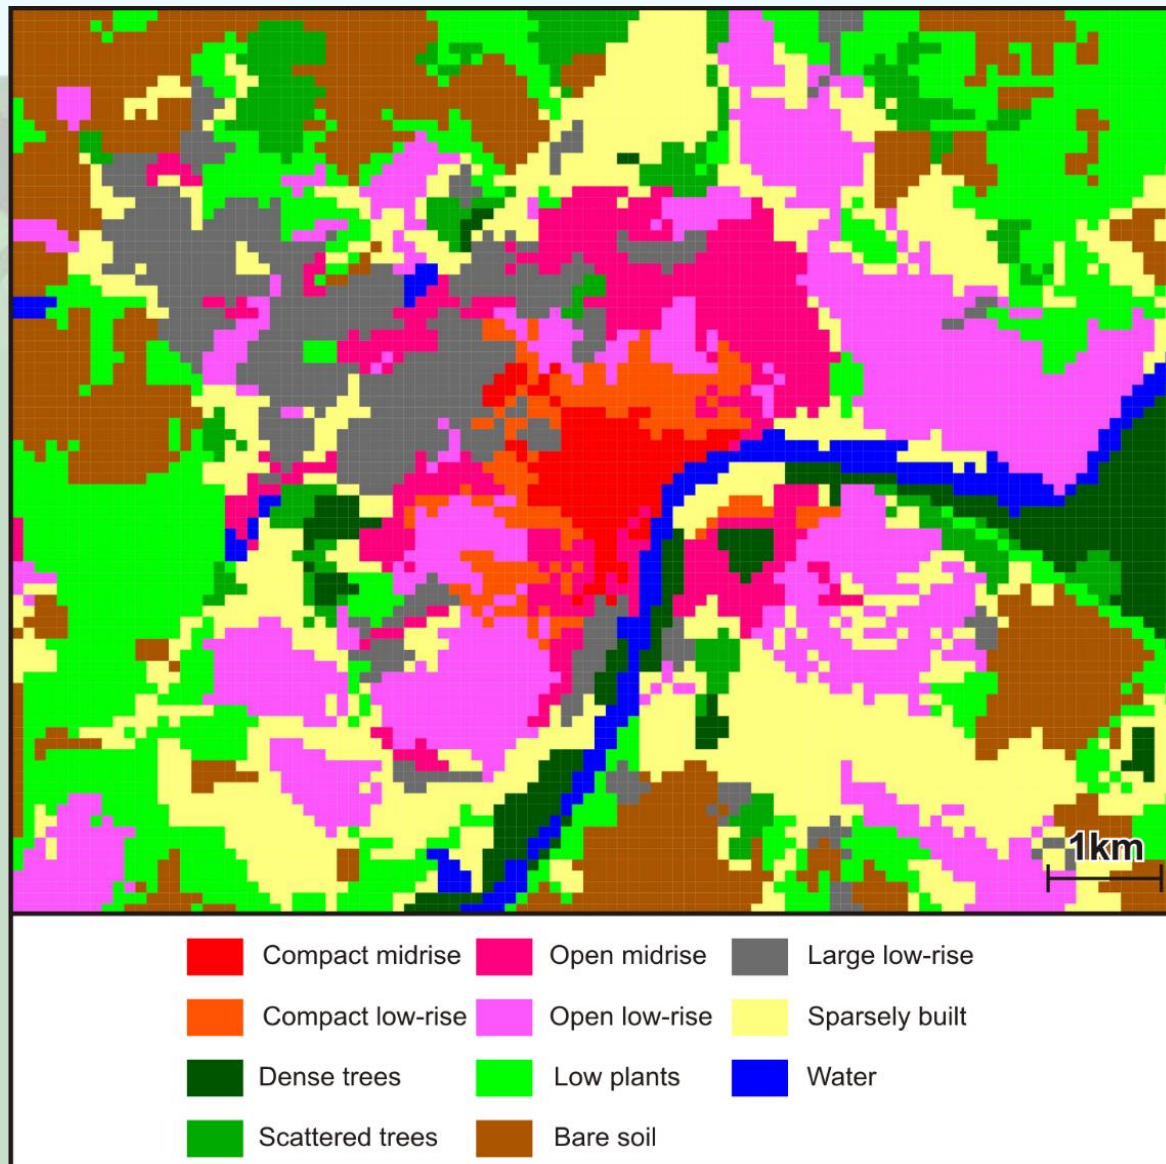 1km
Compact midrise Open midrise Large low-rise
Compact low-rise Open low-rise Sparsely built
Dense trees Low plants Water
Scattered trees Bare soil